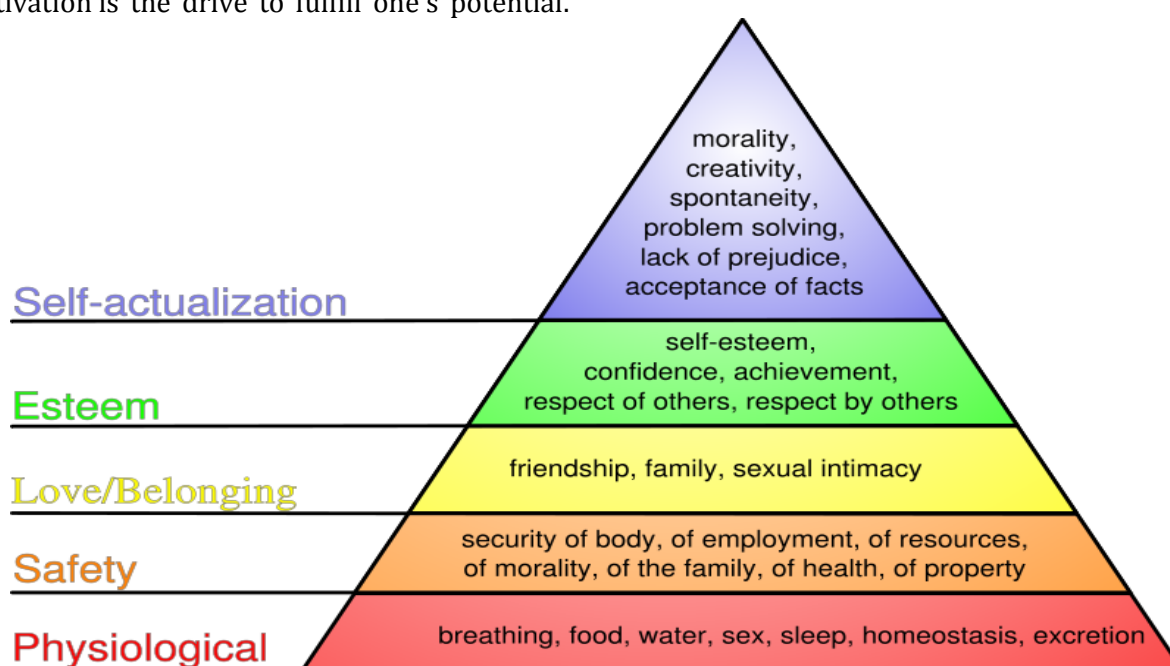 tivation is the drive to fulfill one's potential.
morality,
creativity,
spontaneity,
problem solving,
lack of prejudice,
acceptance of facts
Self-actualization
self-esteem,
confidence, achievement,
respect of others, respect by others
Esteem
friendship, family, sexual intimacy
Love/Belonging
security of body, of employment, of resources,
of morality, of the family, of health, of property
Safety
breathing, food, water, sex, sleep, homeostasis, excretion
Physiological